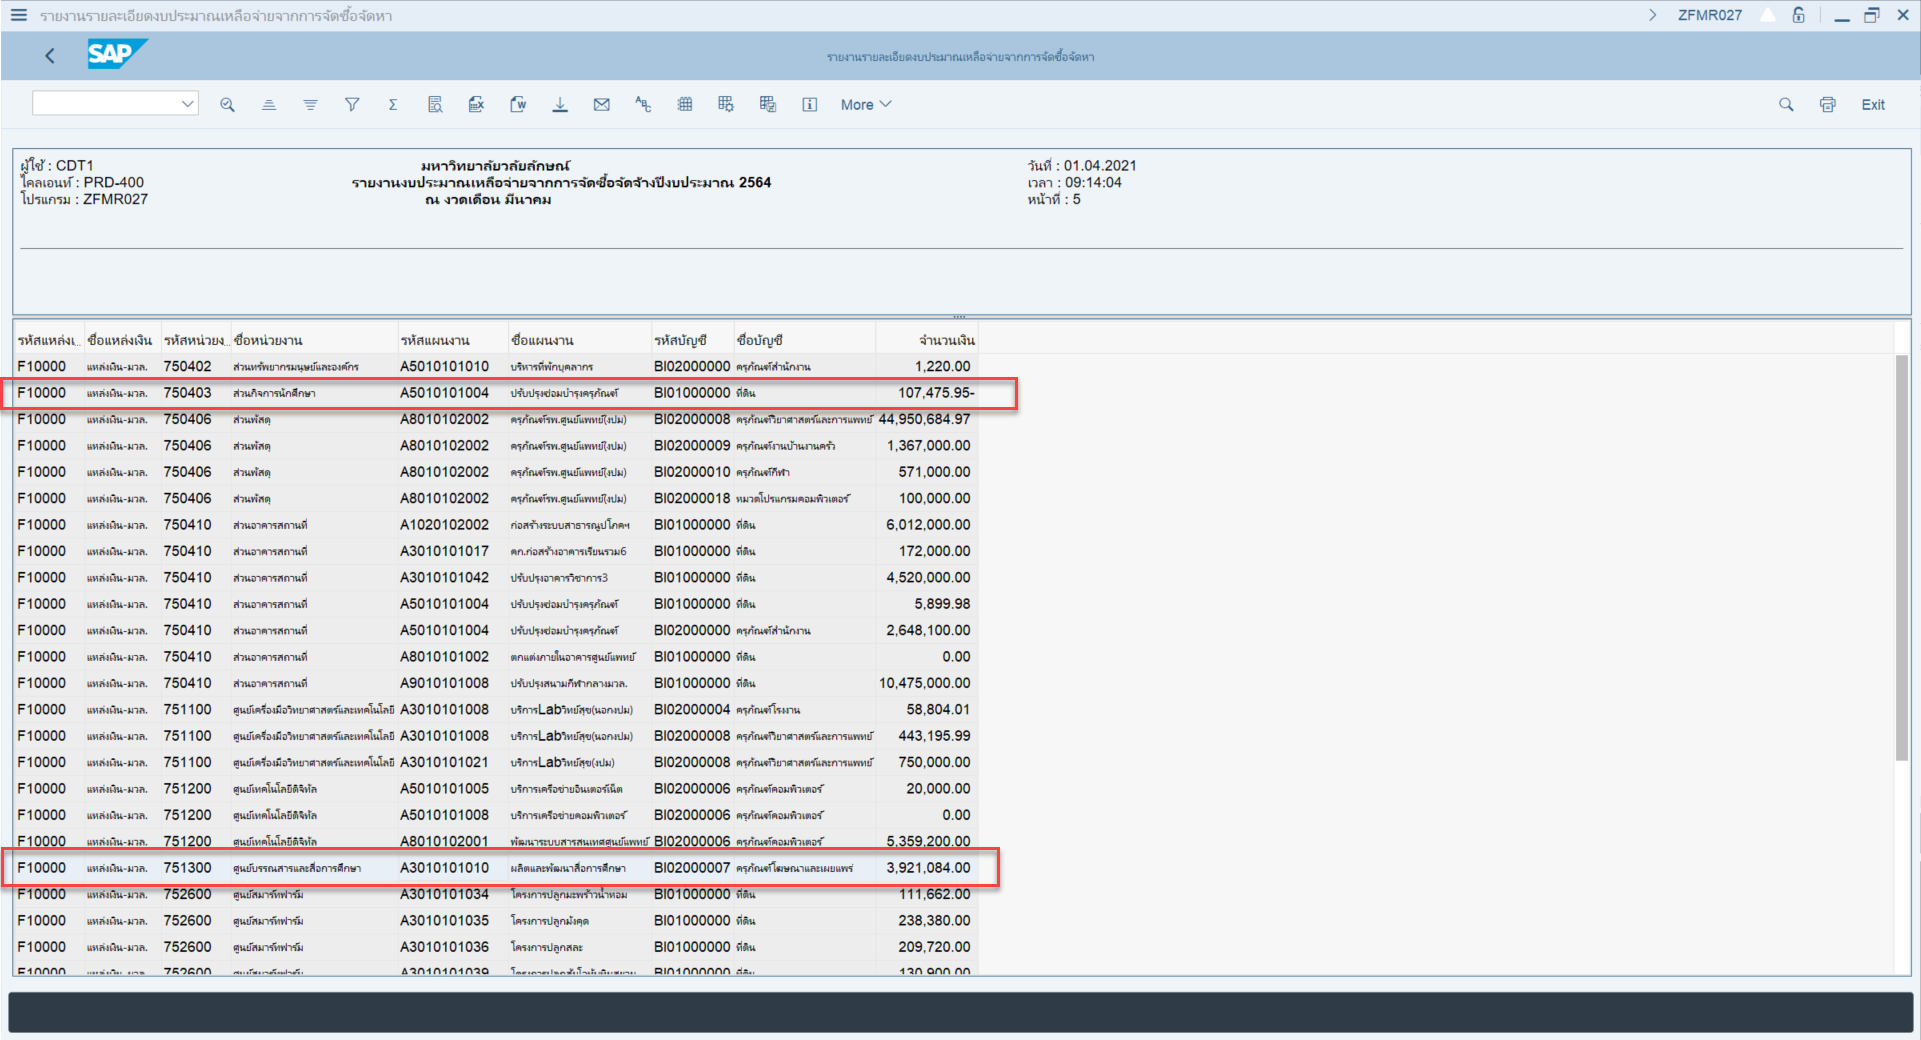 รายงานรายละเอียดงบประมาณเหลือจ่ายจากการจัดซื้อจัดหา
ZFMR027
SAP
รายงานรายละเอียดงบประมาณเหลือจ่ายจากการจัดซื้อจัดหา
More
Exit
ผู้ใช้ : CDT1 มหาวิทยาลัยวลัยลักษณ์ วันที่ : 01.04.2021
ไคลเอนท์ : PRD-400 รายงานงบประมาณเหลือจ่ายจากการจัดซื้อจัดจ้างปีงบประมาณ 2564 เวลา : 09:14:04
โปรแกรม : ZFMR027 ณ งวดเดือน มีนาคม หน้าที่ : 5
รหัสแหล่งเ... ชื่อแหล่งเงิน รหัสหน่วยง... ชื่อหน่วยงาน รหัสแผนงาน ชื่อแผนงาน รหัสบัญชี ชื่อบัญชี จำนวนเงิน
F10000 แหล่งเงิน-มวล. 750402 ส่วนทรัพยากรมนุษย์และองค์กร A5010101010 บริหารที่พักบุคลากร BI02000000 ครุภัณฑ์สำนักงาน 1,220.00
F10000 แหล่งเงิน-มวล. 750403 ส่วนกิจการนักศึกษา A5010101004 ปรับปรุงซ่อมบำรุงครุภัณฑ์ BI01000000 ที่ดิน 107,475.95-
F10000 แหล่งเงิน-มวล. 750406 ส่วนพัสดุ A8010102002 ครุภัณฑ์รพ.ศูนย์แพทย์(งปม) BI02000008 ครุภัณฑ์วิยาศาสตร์และการแพทย์ 44,950,684.97
F10000 แหล่งเงิน-มวล. 750406 ส่วนพัสดุ A8010102002 ครุภัณฑ์รพ.ศูนย์แพทย์(งปม) BI02000009 ครุภัณฑ์งานบ้านงานครัว 1,367,000.00
F10000 แหล่งเงิน-มวล. 750406 ส่วนพัสดุ A8010102002 ครุภัณฑ์รพ.ศูนย์แพทย์(งปม) BI02000010 ครุภัณฑ์กีฬา 571,000.00
F10000 แหล่งเงิน-มวล. 750406 ส่วนพัสดุ A8010102002 ครุภัณฑ์รพ.ศูนย์แพทย์(งปม) BI02000018 หมวดโปรแกรมคอมพิวเตอร์ 100,000.00
F10000 แหล่งเงิน-มวล. 750410 ส่วนอาคารสถานที่ A1020102002 ก่อสร้างระบบสาธารณูปโภคฯ BI01000000 ที่ดิน 6,012,000.00
F10000 แหล่งเงิน-มวล. 750410 ส่วนอาคารสถานที่ A3010101017 คก.ก่อสร้างอาคารเรียนรวม6 BI01000000 ที่ดิน 172,000.00
F10000 แหล่งเงิน-มวล. 750410 ส่วนอาคารสถานที่ A3010101042 ปรับปรุงอาคารวิชาการ3 BI01000000 ที่ดิน 4,520,000.00
F10000 แหล่งเงิน-มวล. 750410 ส่วนอาคารสถานที่ A5010101004 ปรับปรุงซ่อมบำรุงครุภัณฑ์ BI01000000 ที่ดิน 5,899.98
F10000 แหล่งเงิน-มวล. 750410 ส่วนอาคารสถานที่ A5010101004 ปรับปรุงซ่อมบำรุงครุภัณฑ์ BI02000000 ครุภัณฑ์สำนักงาน 2,648,100.00
F10000 แหล่งเงิน-มวล. 750410 ส่วนอาคารสถานที่ A8010101002 ตกแต่งภายในอาคารศูนย์แพทย์ BI01000000 ที่ดิน 0.00
F10000 แหล่งเงิน-มวล. 750410 ส่วนอาคารสถานที่ A9010101008 ปรับปรุงสนามกีฬากลางมวล. BI01000000 ที่ดิน 10,475,000.00
F10000 แหล่งเงิน-มวล. 751100 ศูนย์เครื่องมือวิทยาศาสตร์และเทคโนโลยี A3010101008 บริการLabวิทย์สุข(นอกงปม) BI02000004 ครุภัณฑ์โรงงาน 58,804.01
F10000 แหล่งเงิน-มวล. 751100 ศูนย์เครื่องมือวิทยาศาสตร์และเทคโนโลยี A3010101008 บริการLabวิทย์สุข(นอกงปม) BI02000008 ครุภัณฑ์วิยาศาสตร์และการแพทย์ 443,195.99
F10000 แหล่งเงิน-มวล. 751100 ศูนย์เครื่องมือวิทยาศาสตร์และเทคโนโลยี A3010101021 บริการLabวิทย์สุข(งปม) BI02000008 ครุภัณฑ์วิยาศาสตร์และการแพทย์ 750,000.00
F10000 แหล่งเงิน-มวล. 751200 ศูนย์เทคโนโลยีดิจิทัล A5010101005 บริการเครือข่ายอินเตอร์เน็ต BI02000006 ครุภัณฑ์คอมพิวเตอร์ 20,000.00
F10000 แหล่งเงิน-มวล. 751200 ศูนย์เทคโนโลยีดิจิทัล A5010101008 บริการเครือข่ายคอมพิวเตอร์ BI02000006 ครุภัณฑ์คอมพิวเตอร์ 0.00
F10000 แหล่งเงิน-มวล. 751200 ศูนย์เทคโนโลยีดิจิทัล A8010102001 พัฒนาระบบสารสนเทศศูนย์แพทย์ BI02000006 ครุภัณฑ์คอมพิวเตอร์ 5,359,200.00
F10000 แหล่งเงิน-มวล. 751300 ศูนย์บรรณสารและสื่อการศึกษา A3010101010 ผลิตและพัฒนาสื่อการศึกษา BI02000007 ครุภัณฑ์โฆษณาและเผยแพร่ 3,921,084.00
F10000 แหล่งเงิน-มวล. 752600 ศูนย์สมาร์ทฟาร์ม A3010101034 โครงการปลูกมะพร้าวน้ำหอม BI01000000 ที่ดิน 111,662.00
F10000 แหล่งเงิน-มวล. 752600 ศูนย์สมาร์ทฟาร์ม A3010101035 โครงการปลูกมังคุด BI01000000 ที่ดิน 238,380.00
F10000 แหล่งเงิน-มวล. 752600 ศูนย์สมาร์ทฟาร์ม A3010101036 โครงการปลูกสละ BI01000000 ที่ดิน 209,720.00
F10000 แหล่งเงิน-มวล. 752600 ศูนย์สมาร์ทฟาร์ม A3010101039 BI01000000 ที่ดิน 130,900.00